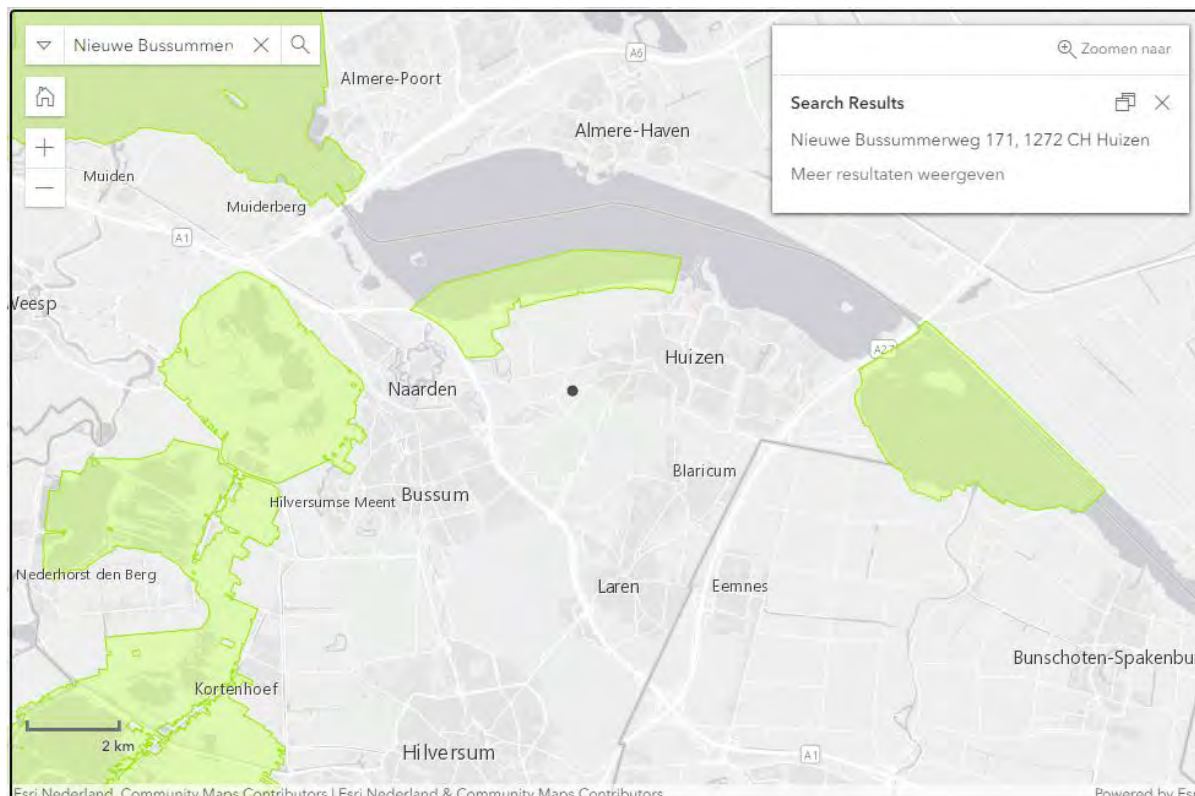 Nieuwe Bussummer
Zoomen naar
Search Results
Nieuwe Bussummerweg 171, 1272 CH Huizen
Meer resultaten weergeven
A6
Almere-Poort
Almere-Haven
Muiden
Muiderberg
A1
Weesp
Huizen
A27
Naarden
Blaricum
Bussum
Hilversumse Meent
Nederhorst den Berg
Laren
Eemnes
Bunschoten-Spakenbu
Kortenhoef
2 km
Hilversum
A1
Esri Nederland, Community Maps Contributors | Esri Nederland & Community Maps Contributors
Powered by Esri